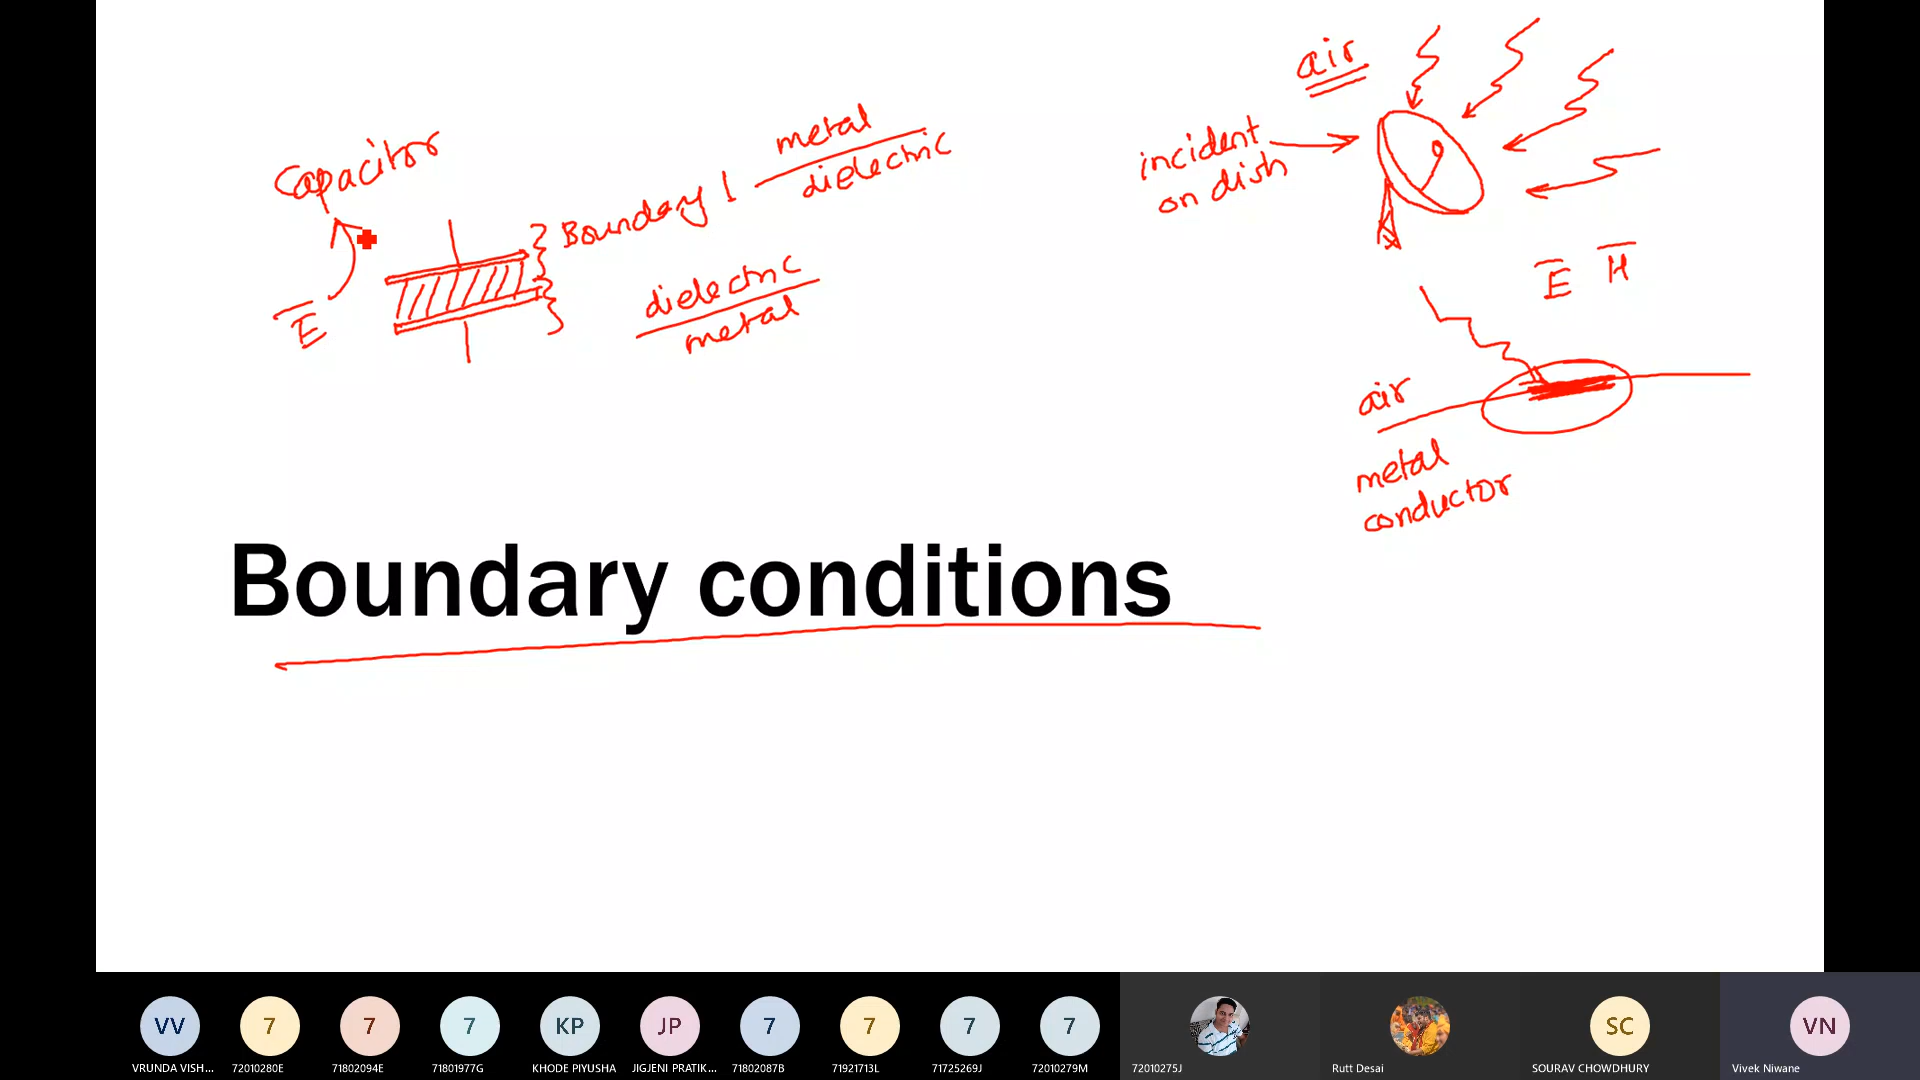 Capacitor
E
Boundary 1
metal
dielectric
dielectric
metal
air
incident
on dish
E H
air
metal
conductor
Boundary conditions
VV
7
7
7
KP
JP
7
7
7
7
SC
VN
VRUNDA VISH...
72010280E
71802094E
71801977G
KHODE PIYUSHA
JIGJENI PRATIK...
71802087B
71921713L
71725269J
72010279M
72010275J
Rutt Desai
SOURAV CHOWDHURY
Vivek Niwane